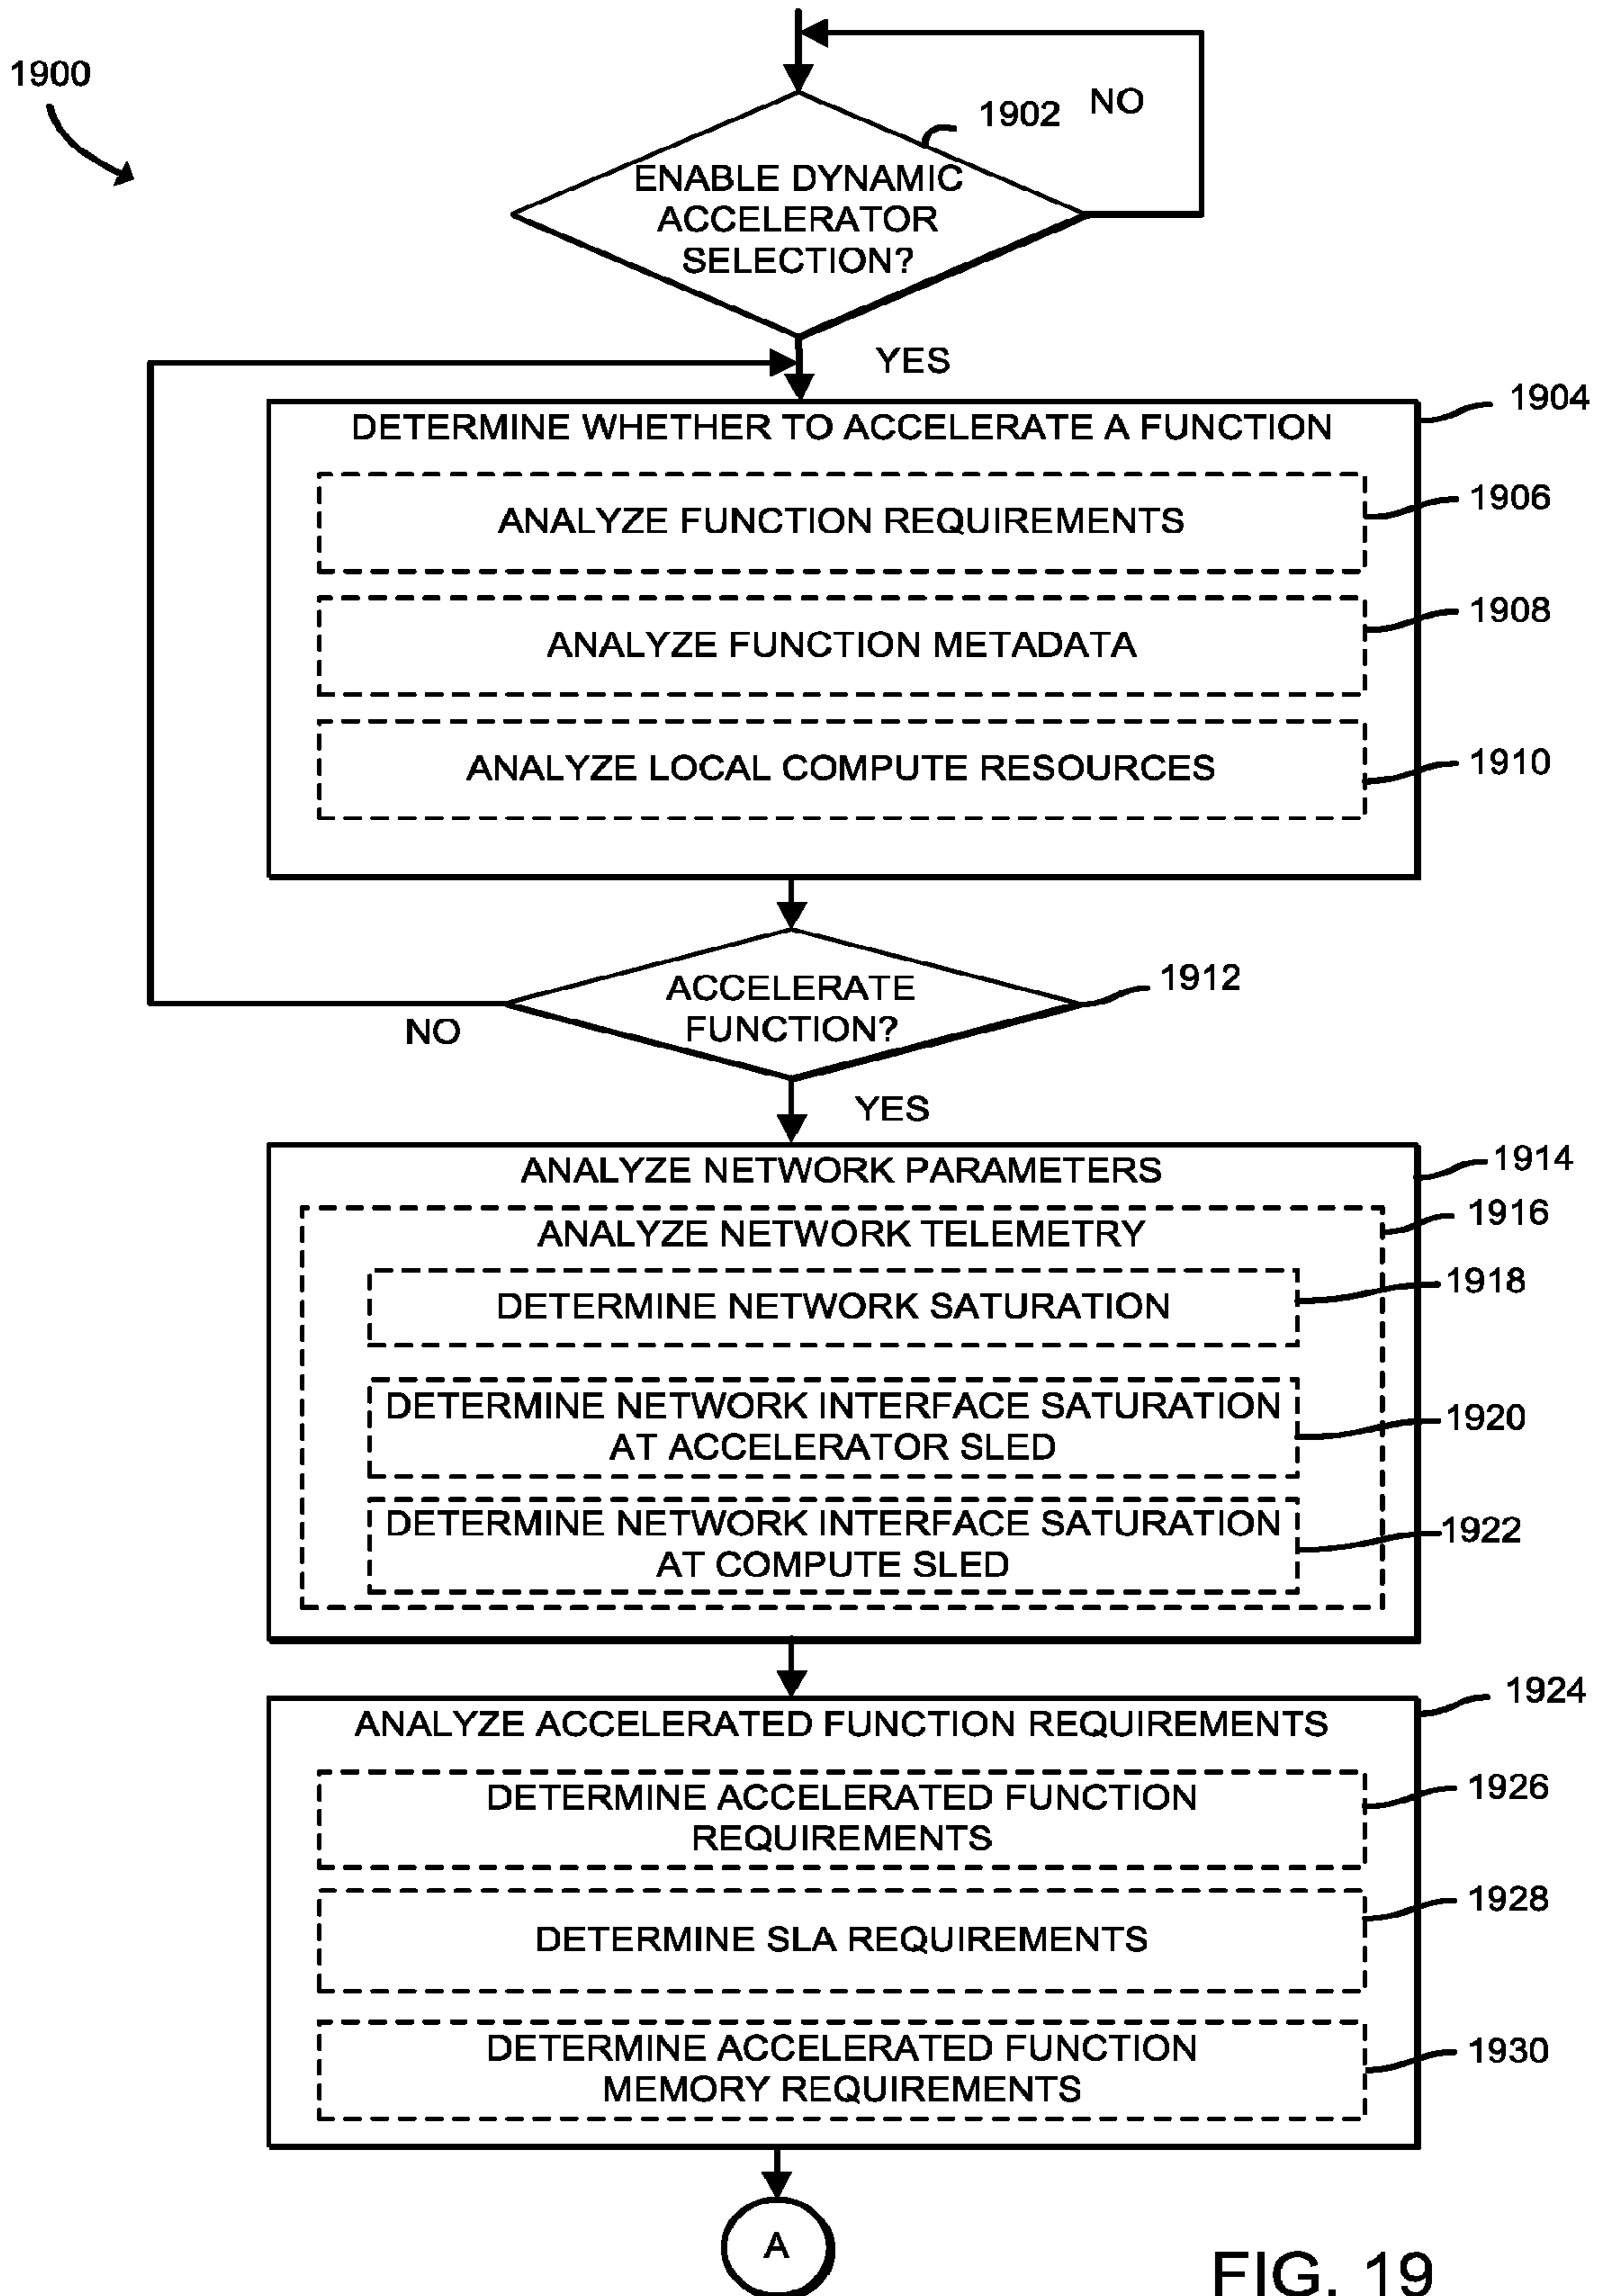 1900
1902
NO
ENABLE DYNAMIC
ACCELERATOR
SELECTION?
YES
1904
DETERMINE WHETHER TO ACCELERATE A FUNCTION
1906
ANALYZE FUNCTION REQUIREMENTS
1908
ANALYZE FUNCTION METADATA
1910
ANALYZE LOCAL COMPUTE RESOURCES
1912
ACCELERATE
FUNCTION?
NO
YES
1914
ANALYZE NETWORK PARAMETERS
1916
ANALYZE NETWORK TELEMETRY
1918
DETERMINE NETWORK SATURATION
1920
DETERMINE NETWORK INTERFACE SATURATION
AT ACCELERATOR SLED
1922
DETERMINE NETWORK INTERFACE SATURATION
AT COMPUTE SLED
1924
ANALYZE ACCELERATED FUNCTION REQUIREMENTS
1926
DETERMINE ACCELERATED FUNCTION
REQUIREMENTS
1928
DETERMINE SLA REQUIREMENTS
1930
DETERMINE ACCELERATED FUNCTION
MEMORY REQUIREMENTS
A
FIG. 19